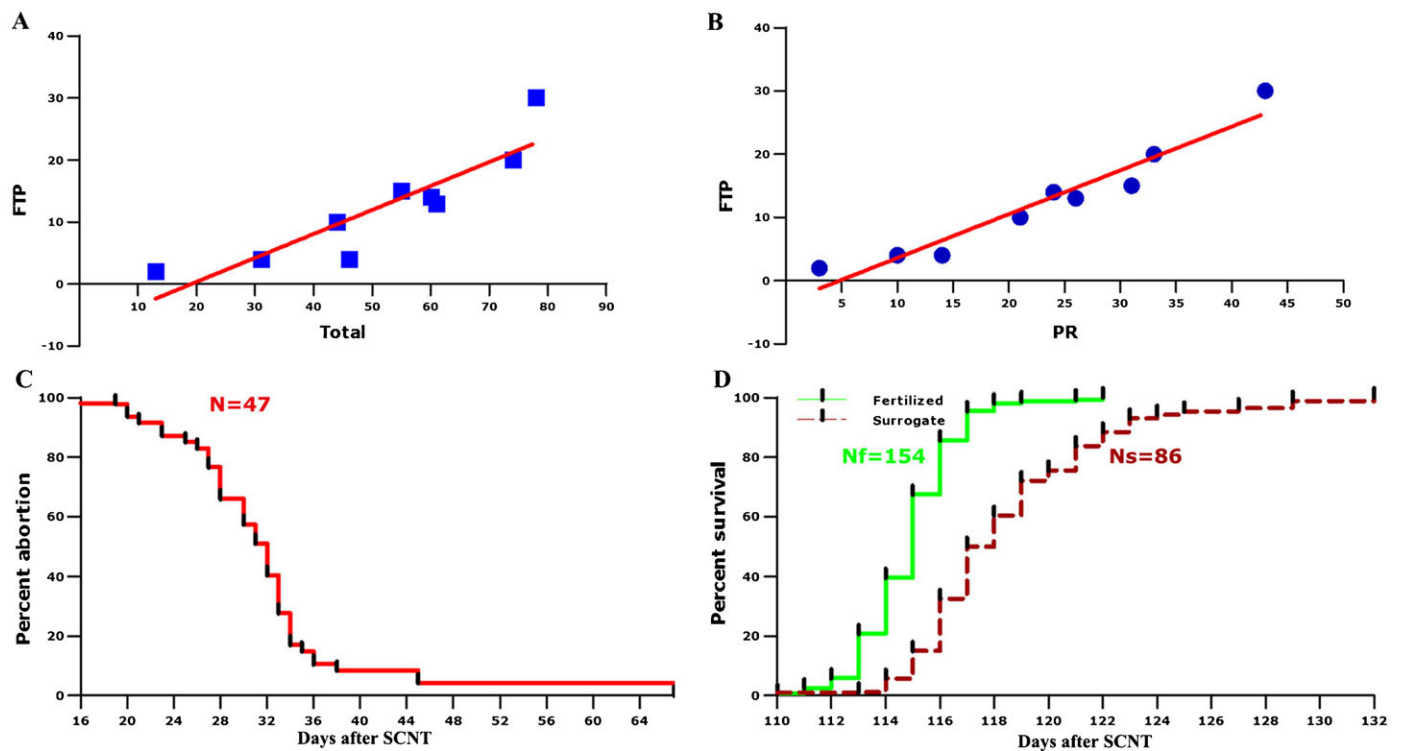 A
40
30
20
10
0
-10
FTP
10 20 30 40 50 60 70 80 90
Total
B
40
30
20
10
0
-10
FTP
5 10 15 20 25 30 35 40 45 50
PR
C
N=47
100
80
60
40
20
0
Percent abortion
16 20 24 28 32 36 40 44 48 52 56 60 64
Days after SCNT
D
Fertilized
Surrogate
Nf=154
Ns=86
100
80
60
40
20
0
Percent survival
110 112 114 116 118 120 122 124 126 128 130 132
Days after SCNT